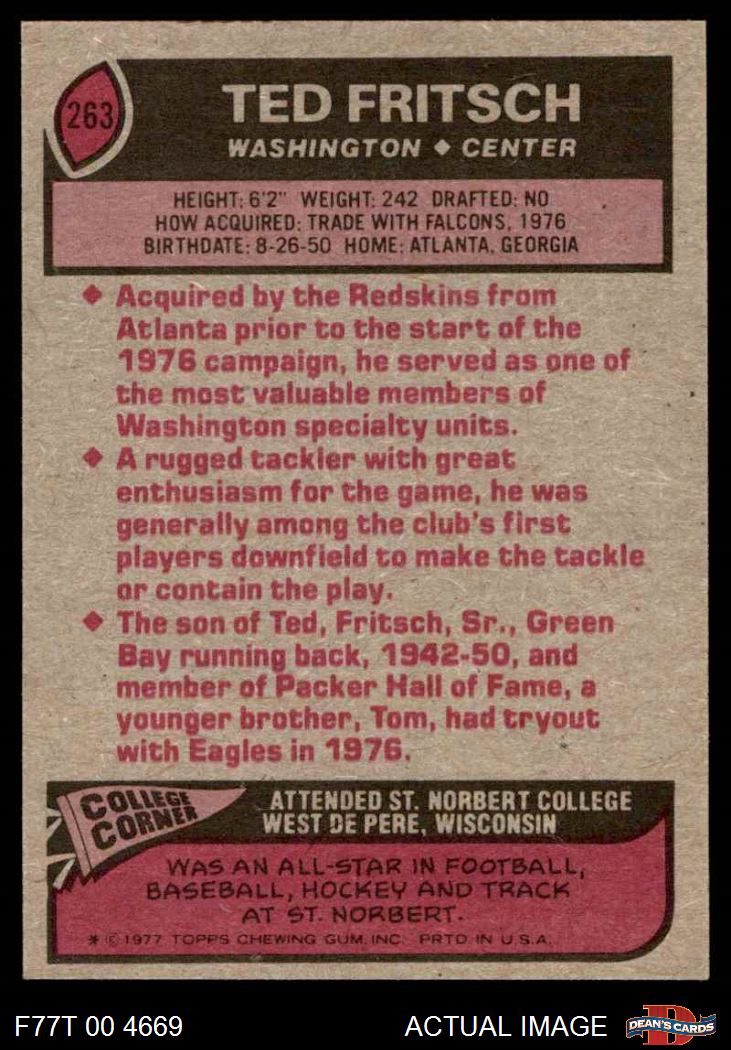 263
TED FRITSCH
WASHINGTON ◆ CENTER
HEIGHT: 6'2" WEIGHT: 242 DRAFTED: NO
HOW ACQUIRED: TRADE WITH FALCONS, 1976
BIRTHDATE: 8-26-50 HOME: ATLANTA, GEORGIA
◆ Acquired by the Redskins from
Atlanta prior to the start of the
1976 campaign, he served as one of
the most valuable members of
Washington specialty units.
◆ A rugged tackler with great
enthusiasm for the game, he was
generally among the club's first
players downfield to make the tackle
or contain the play.
◆ The son of Ted, Fritsch, Sr., Green
Bay running back, 1942-50, and
member of Packer Hall of Fame, a
younger brother, Tom, had tryout
with Eagles in 1976.
COLLEGE
CORNER
ATTENDED ST. NORBERT COLLEGE
WEST DE PERE, WISCONSIN
WAS AN ALL-STAR IN FOOTBALL,
BASEBALL, HOCKEY AND TRACK
AT ST. NORBERT.
* © 1977 TOPPS CHEWING GUM, INC. PRTD. IN U.S.A.
F77T 00 4669
ACTUAL IMAGE
D
DEAN'S CARDS